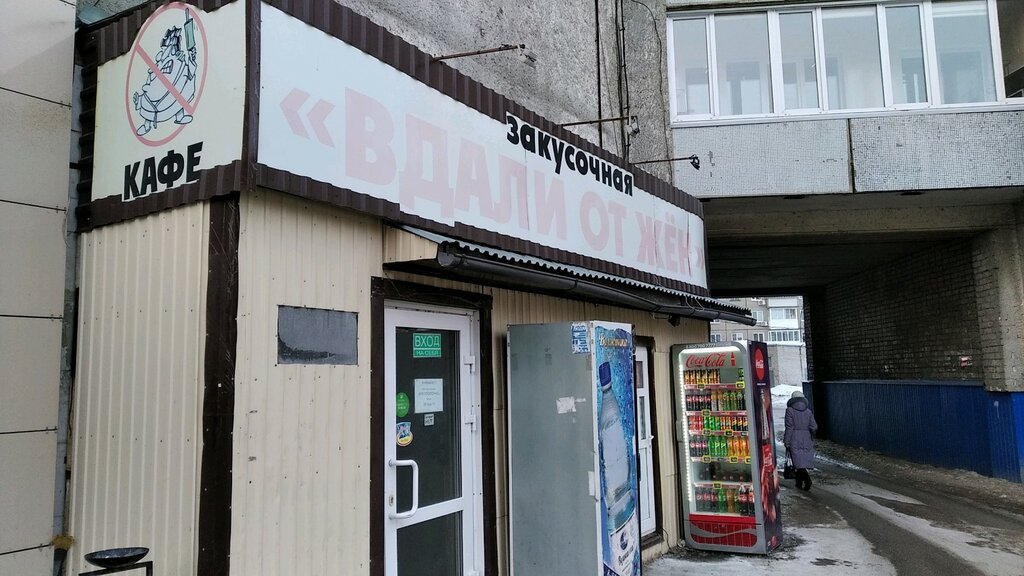 КАФЕ
закусочная
«ВДАЛИ ОТ ЖЁН»
ВХОД
НА СЕБЯ
Coca-Cola